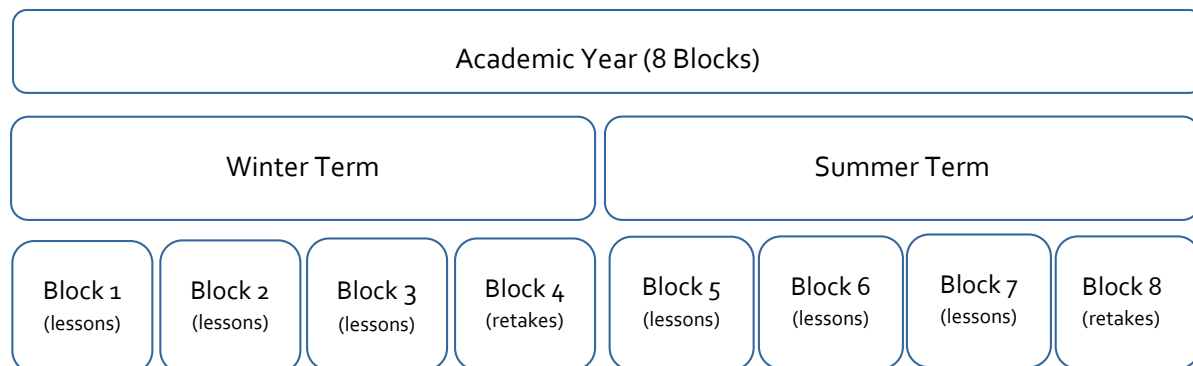 Academic Year (8 Blocks)
Winter Term
Summer Term
Block 1
(lessons)
Block 2
(lessons)
Block 3
(lessons)
Block 4
(retakes)
Block 5
(lessons)
Block 6
(lessons)
Block 7
(lessons)
Block 8
(retakes)